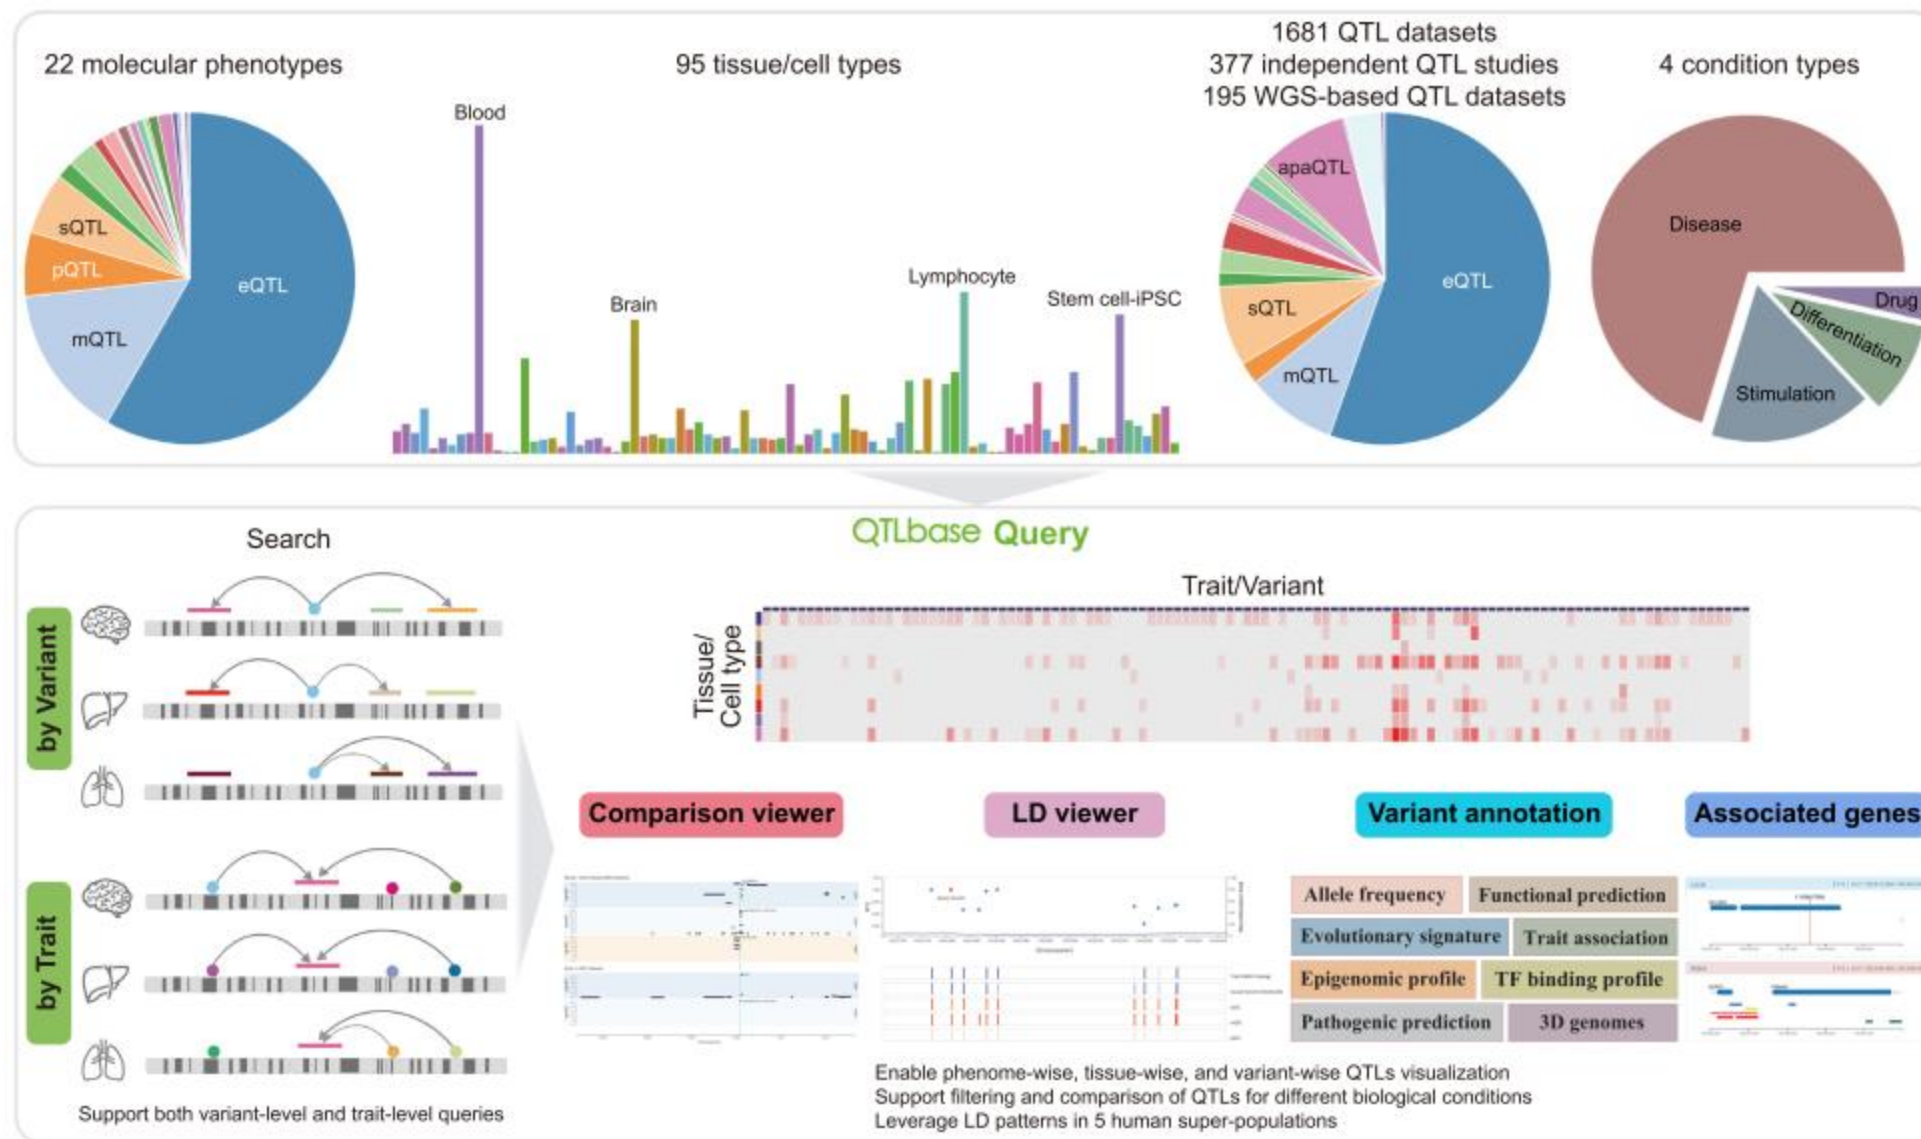 22 molecular phenotypes
95 tissue/cell types
1681 QTL datasets
377 independent QTL studies
195 WGS-based QTL datasets
4 condition types
sQTL
pQTL
mQTL
eQTL
Blood
Brain
Lymphocyte
Stem cell-iPSC
apaQTL
sQTL
mQTL
eQTL
Disease
Drug
Differentiation
Stimulation
QTLbase Query
Search
by Variant
by Trait
Support both variant-level and trait-level queries
Trait/Variant
Tissue/
Cell type
Comparison viewer
LD viewer
Variant annotation
Associated genes
Allele frequency
Functional prediction
Evolutionary signature
Trait association
Epigenomic profile
TF binding profile
Pathogenic prediction
3D genomes
Enable phenome-wise, tissue-wise, and variant-wise QTLs visualization
Support filtering and comparison of QTLs for different biological conditions
Leverage LD patterns in 5 human super-populations